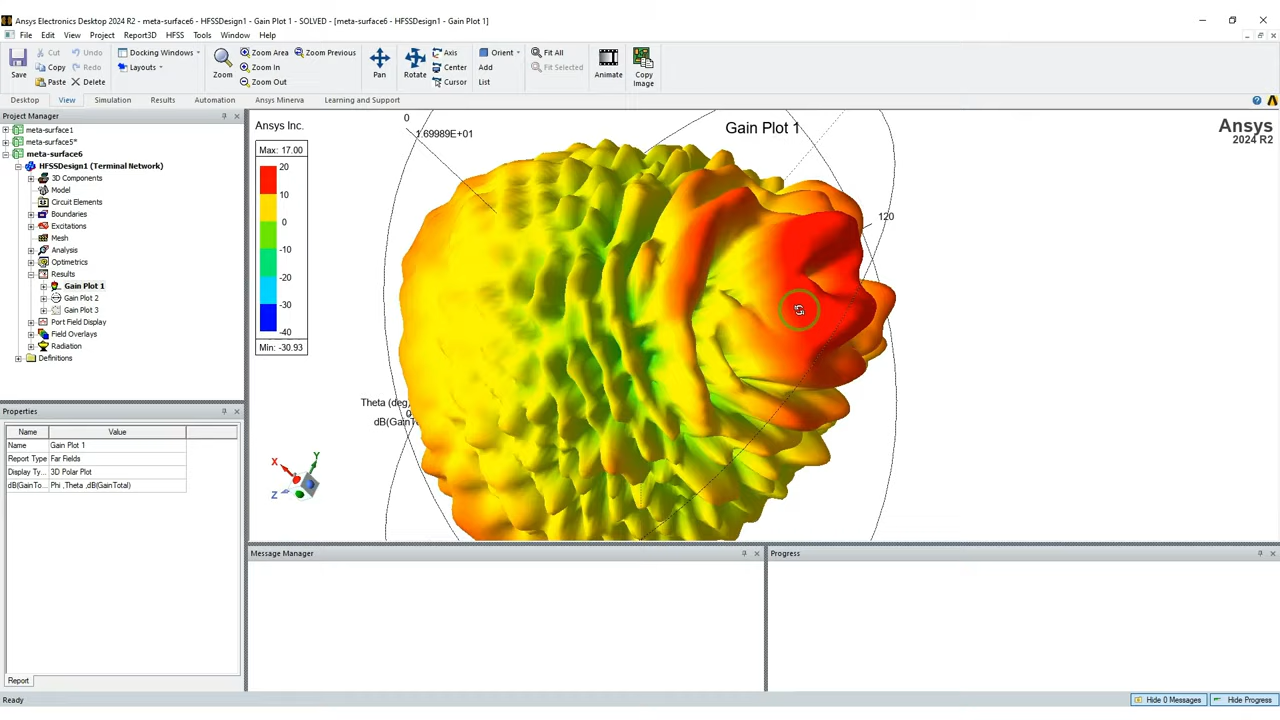 Ansys Electronics Desktop 2024 R2 - meta-surface6 - HFSSDesign1 - Gain Plot 1 - SOLVED - [meta-surface6 - HFSSDesign1 - Gain Plot 1]
File Edit View Project Report3D HFSS Tools Window Help
Save
Cut
Copy
Paste
Undo
Redo
Delete
Docking Windows
Layouts
Zoom
Zoom Area
Zoom In
Zoom Out
Zoom Previous
Pan
Rotate
Axis
Center
Cursor
Orient
Add
List
Fit All
Fit Selected
Animate
Copy
Image
Desktop View Simulation Results Automation Ansys Minerva Learning and Support
Project Manager
meta-surface1
meta-surface5*
meta-surface6
HFSSDesign1 (Terminal Network)
3D Components
Model
Circuit Elements
Boundaries
Excitations
Mesh
Analysis
Optimetrics
Results
Gain Plot 1
Gain Plot 2
Gain Plot 3
Port Field Display
Field Overlays
Radiation
Definitions
Properties
Name Value
Name Gain Plot 1
Report Type Far Fields
Display Ty... 3D Polar Plot
dB(GainTo... Phi ,Theta ,dB(GainTotal)
Report
Ansys Inc.
Max: 17.00
20
10
0
-10
-20
-30
-40
Min: -30.93
Gain Plot 1
Ansys
2024 R2
0
1.69989E+01
120
Theta (deg
0
dB(GainT
X
Y
Z
Message Manager
Progress
Ready
Hide 0 Messages
Hide Progress